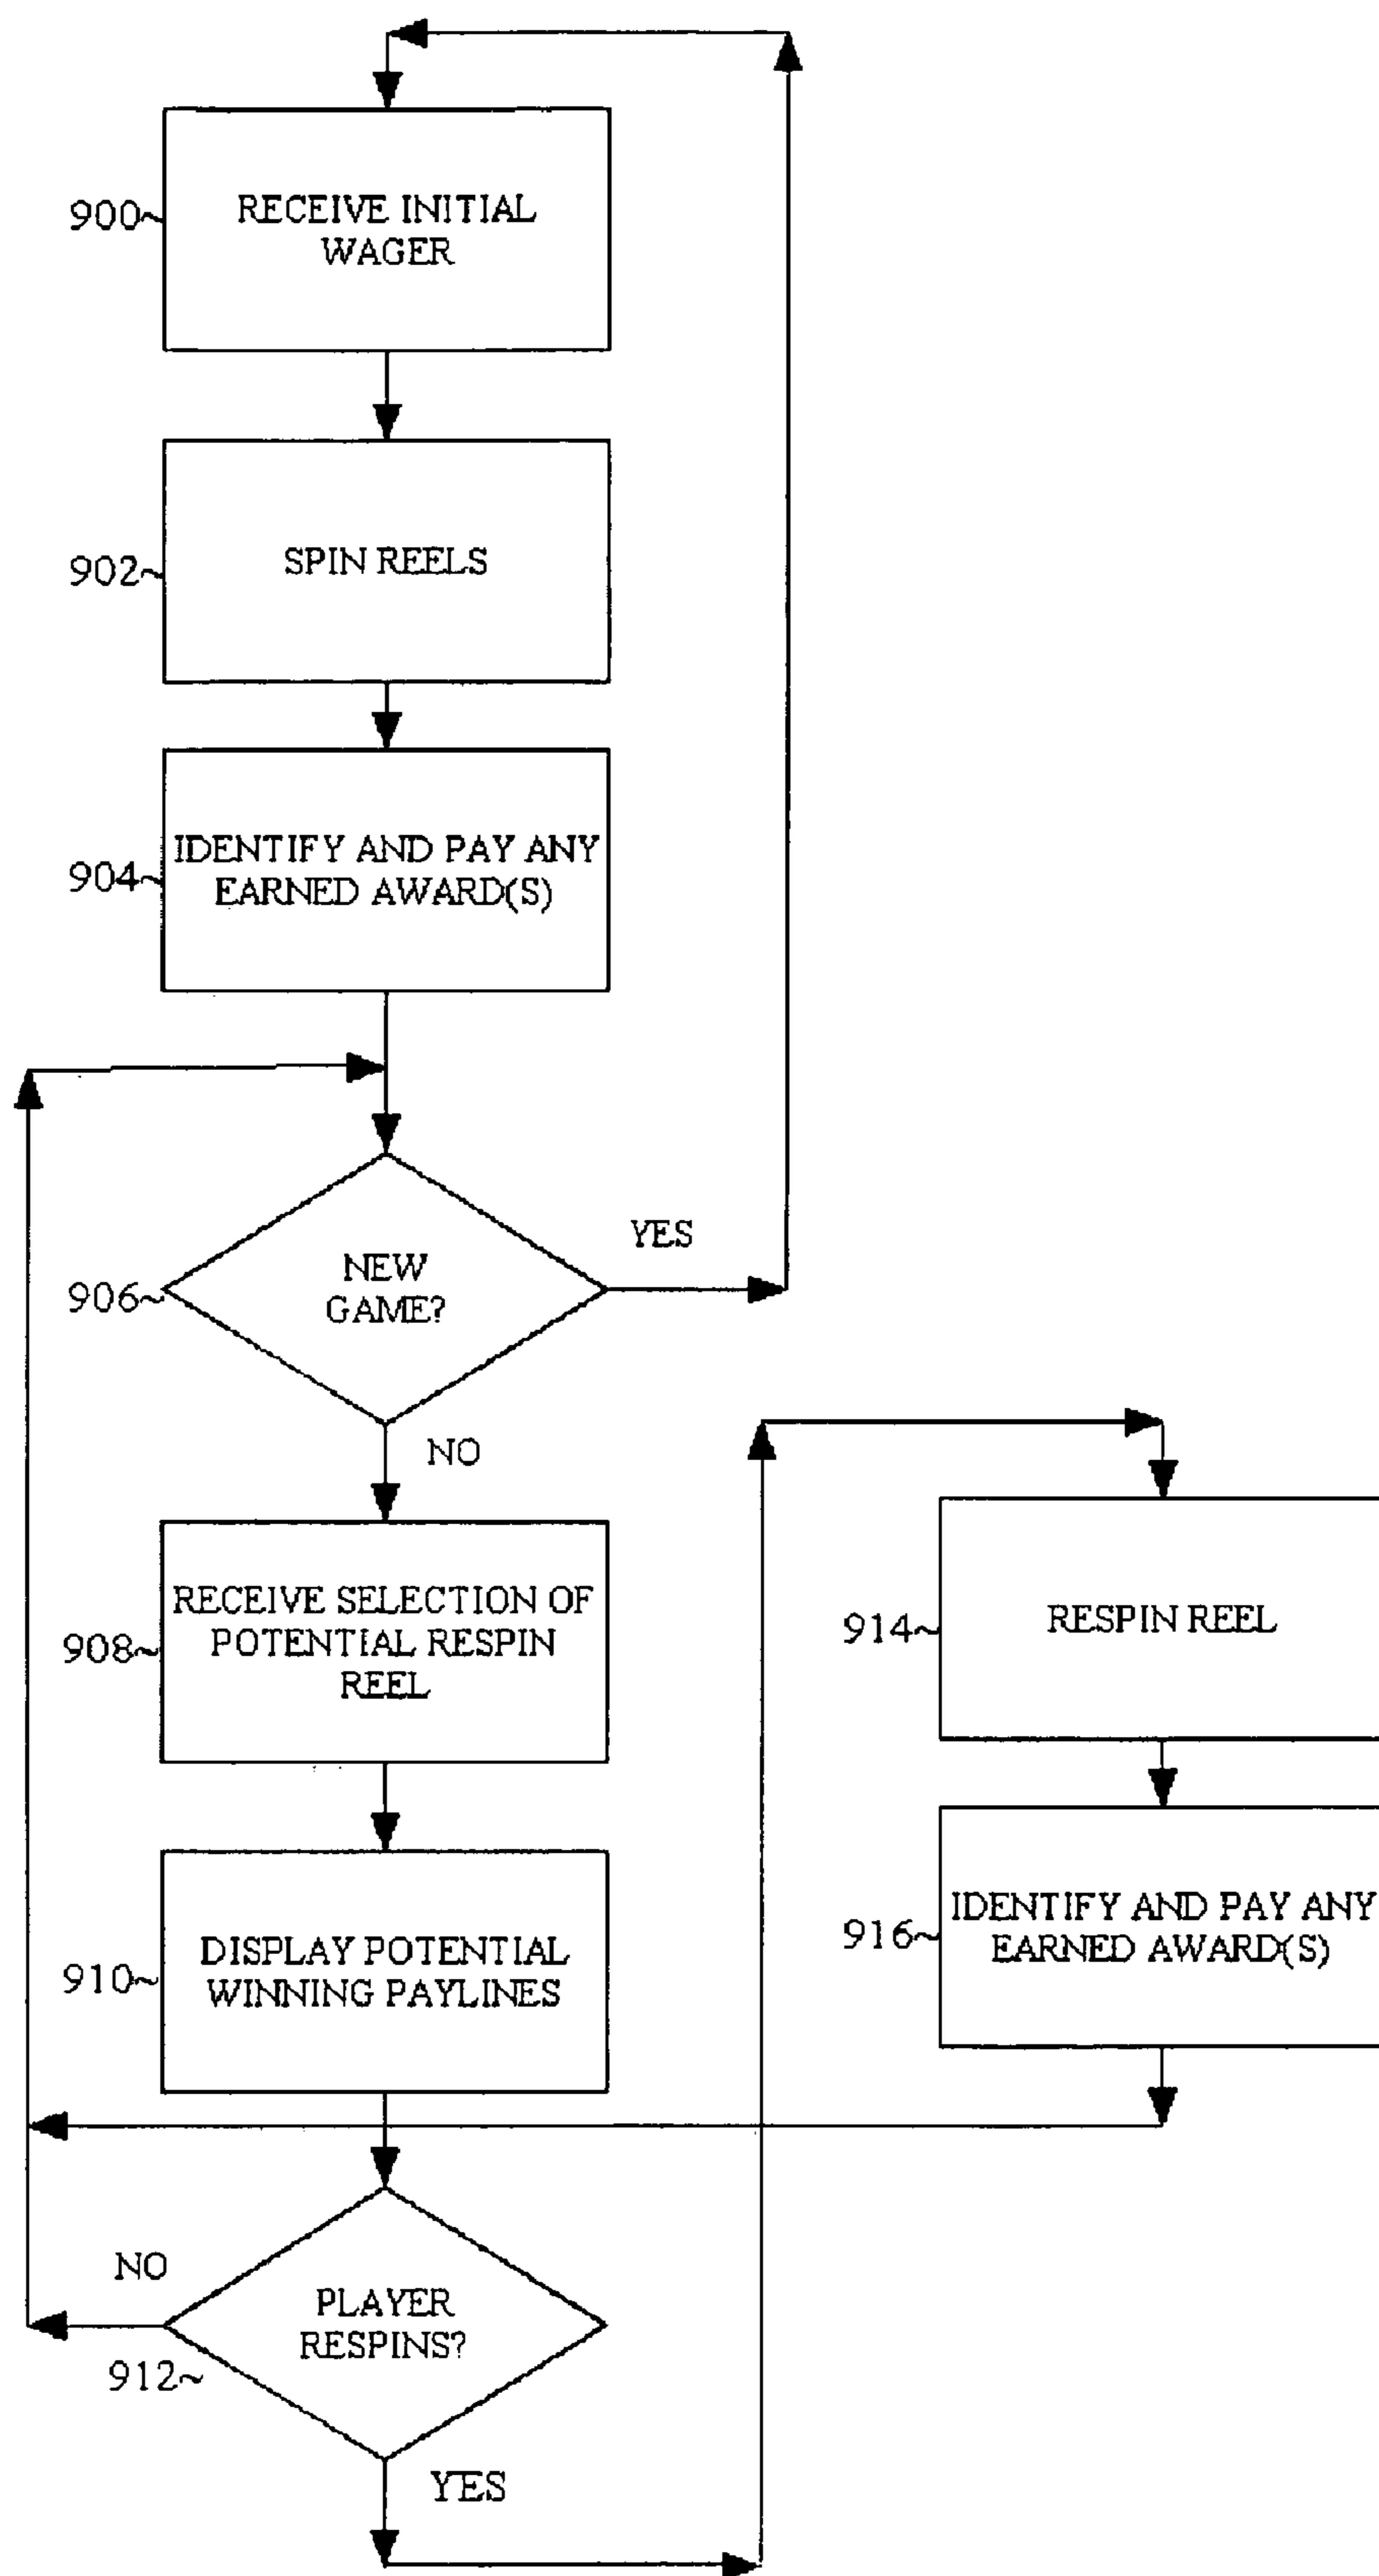 900~
RECEIVE INITIAL
WAGER
902~
SPIN REELS
904~
IDENTIFY AND PAY ANY
EARNED AWARD(S)
906~
NEW
GAME?
YES
NO
908~
RECEIVE SELECTION OF
POTENTIAL RESPIN
REEL
910~
DISPLAY POTENTIAL
WINNING PAYLINES
912~
PLAYER
RESPINS?
NO
YES
914~
RESPIN REEL
916~
IDENTIFY AND PAY ANY
EARNED AWARD(S)